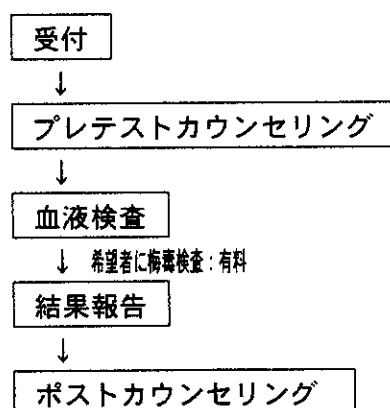 受付
↓
プレテストカウンセリング
↓
血液検査
↓ 希望者に梅毒検査：有料
結果報告
↓
ポストカウンセリング